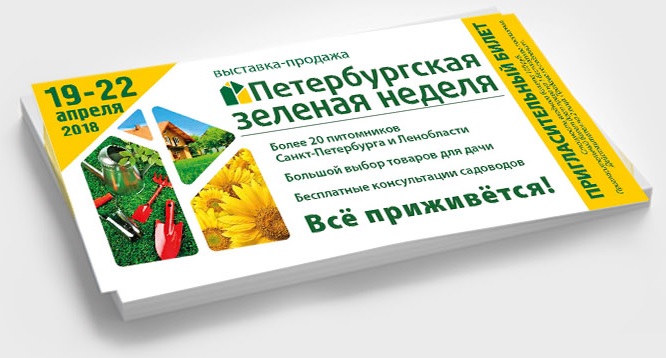 19-22
апреля
2018
выставка-продажа
Петербургская
зеленая неделя
Более 20 питомников
Санкт-Петербурга и Ленобласти
Большой выбор товаров для дачи
Бесплатные консультации садоводов
Всё приживётся!
ПРИГЛАСИТЕЛЬНЫЙ БИЛЕТ